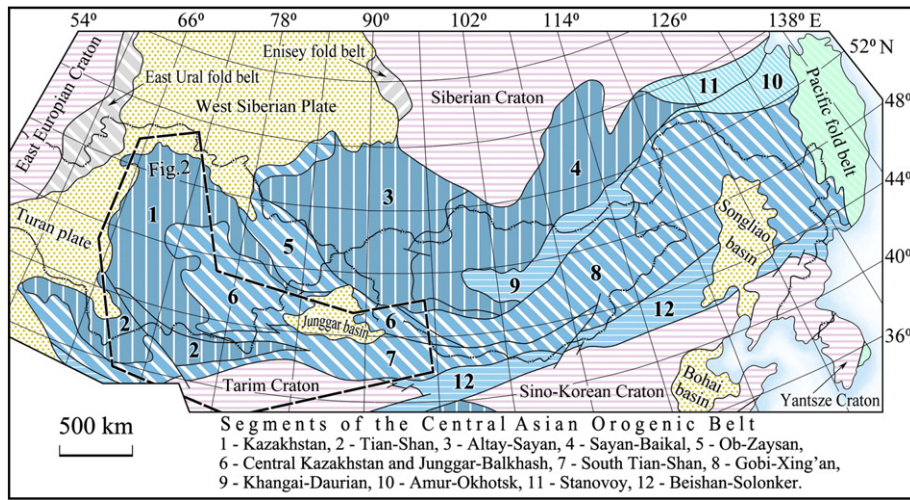 54°
66°
78°
90°
102°
114°
126°
138° E
52° N
48°
44°
40°
36°
East Europian Craton
East Ural fold belt
Enisey fold belt
West Siberian Plate
Siberian Craton
Pacific fold belt
Turan plate
Fig.2
1
2
2
3
4
5
6
6
7
8
9
10
11
12
12
Junggar basin
Songliao
basin
Tarim Craton
Sino-Korean Craton
Bohai
basin
Yantsze Craton
500 km
Segments of the Central Asian Orogenic Belt
1 - Kazakhstan, 2 - Tian-Shan, 3 - Altay-Sayan, 4 - Sayan-Baikal, 5 - Ob-Zaysan,
6 - Central Kazakhstan and Junggar-Balkhash, 7 - South Tian-Shan, 8 - Gobi-Xing’an,
9 - Khangai-Daurian, 10 - Amur-Okhotsk, 11 - Stanovoy, 12 - Beishan-Solonker.